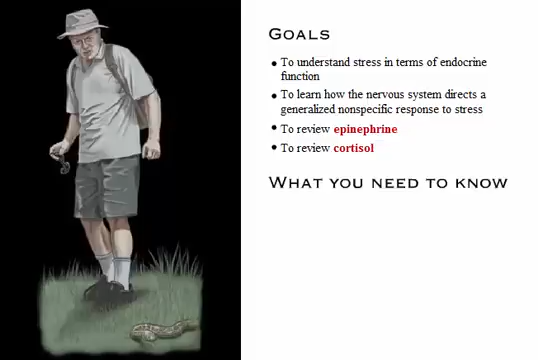 Goals
• To understand stress in terms of endocrine
function
• To learn how the nervous system directs a
generalized nonspecific response to stress
• To review epinephrine
• To review cortisol
What you need to know